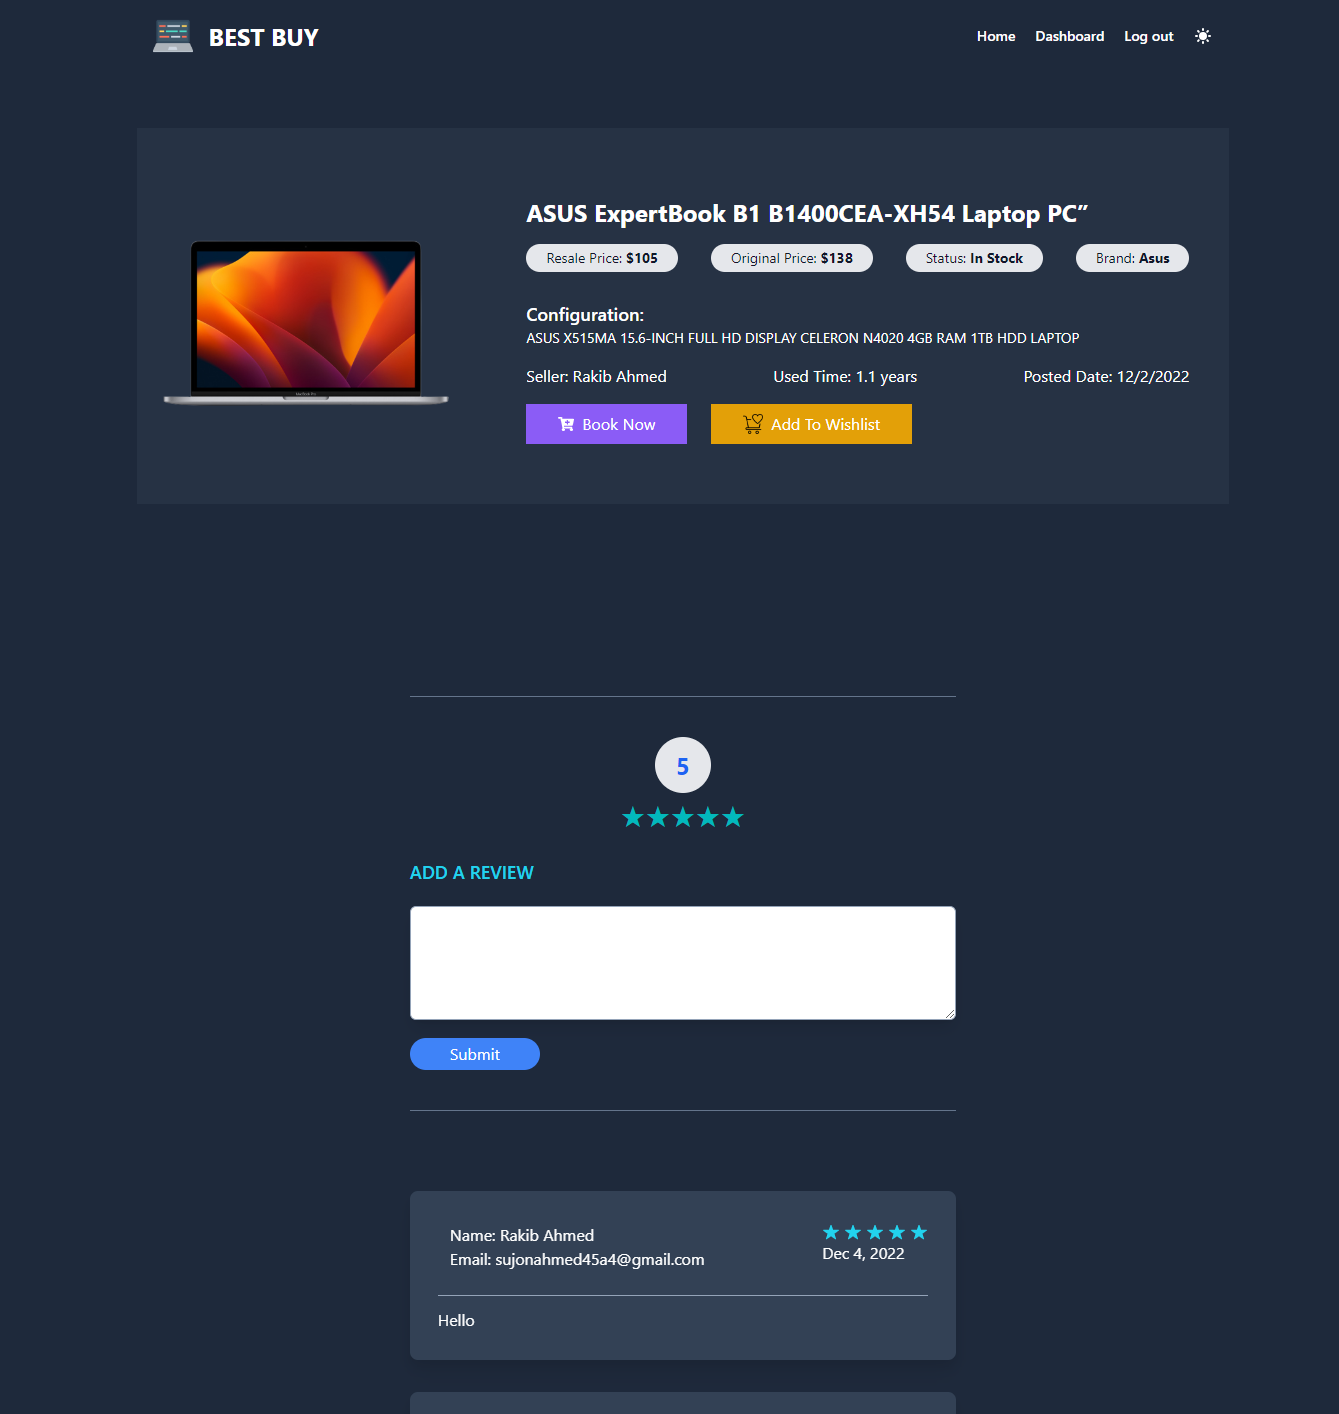 BEST BUY
Home Dashboard Log out
ASUS ExpertBook B1 B1400CEA-XH54 Laptop PC”
Resale Price: $105 Original Price: $138 Status: In Stock Brand: Asus
Configuration:
ASUS X515MA 15.6-INCH FULL HD DISPLAY CELERON N4020 4GB RAM 1TB HDD LAPTOP
Seller: Rakib Ahmed Used Time: 1.1 years Posted Date: 12/2/2022
Book Now Add To Wishlist
5
ADD A REVIEW
Submit
Name: Rakib Ahmed
Email: sujonahmed45a4@gmail.com
Dec 4, 2022
Hello